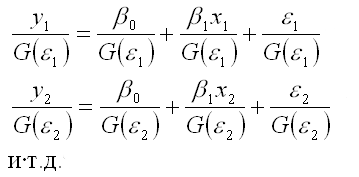 y₁/G(ε₁) = β₀/G(ε₁) + β₁x₁/G(ε₁) + ε₁/G(ε₁)
y₂/G(ε₂) = β₀/G(ε₂) + β₁x₂/G(ε₂) + ε₂/G(ε₂)
и·т.д.